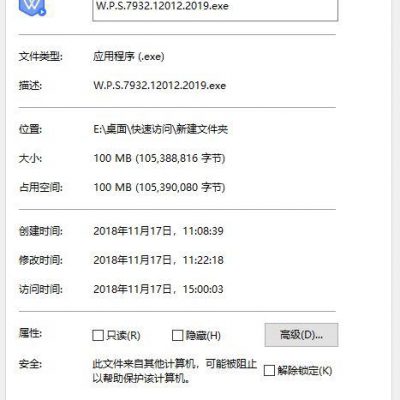 W.P.S.7932.12012.2019.exe
文件类型: 应用程序 (.exe)
描述: W.P.S.7932.12012.2019.exe
位置: E:\桌面\快速访问\新建文件夹
大小: 100 MB (105,388,816 字节)
占用空间: 100 MB (105,390,080 字节)
创建时间: 2018年11月17日，11:08:39
修改时间: 2018年11月17日，11:22:18
访问时间: 2018年11月17日，15:00:03
属性: 只读(R) 隐藏(H) 高级(D)...
安全: 此文件来自其他计算机，可能被阻止
以帮助保护该计算机。 解除锁定(K)